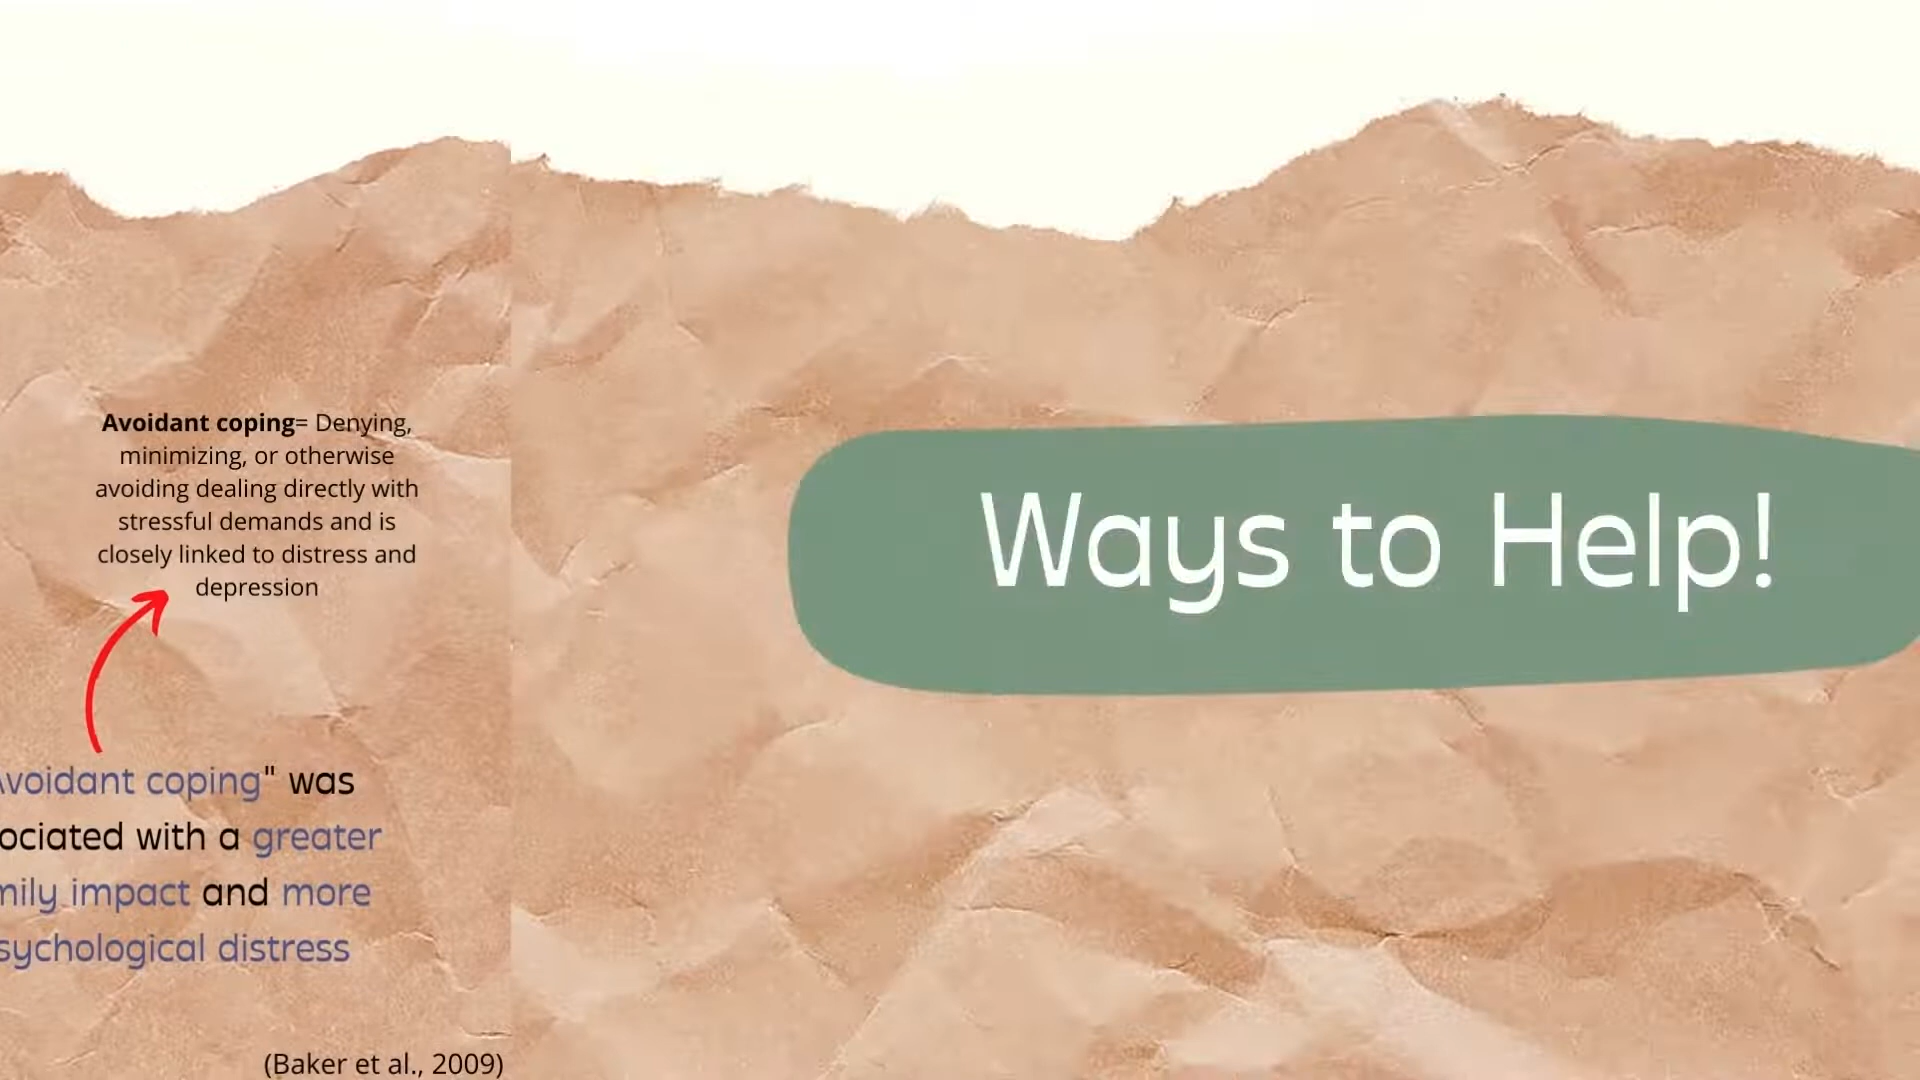 Avoidant coping= Denying,
minimizing, or otherwise
avoiding dealing directly with
stressful demands and is
closely linked to distress and
depression
voidant coping" was
ociated with a greater
mily impact and more
sychological distress
(Baker et al., 2009)
Ways to Help!